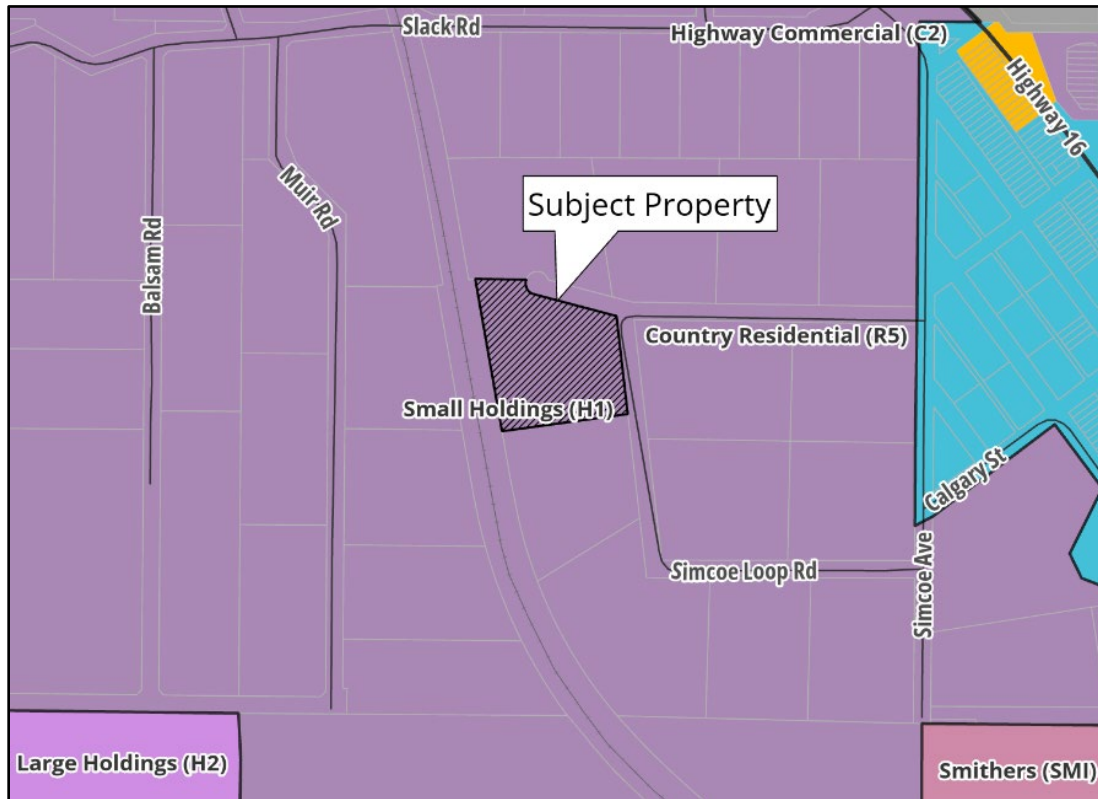 Slack Rd
Highway Commercial (C2)
Highway 16
Muir Rd
Subject Property
Balsam Rd
Country Residential (R5)
Small Holdings (H1)
Calgary St
Simcoe Loop Rd
Simcoe Ave
Large Holdings (H2)
Smithers (SMI)